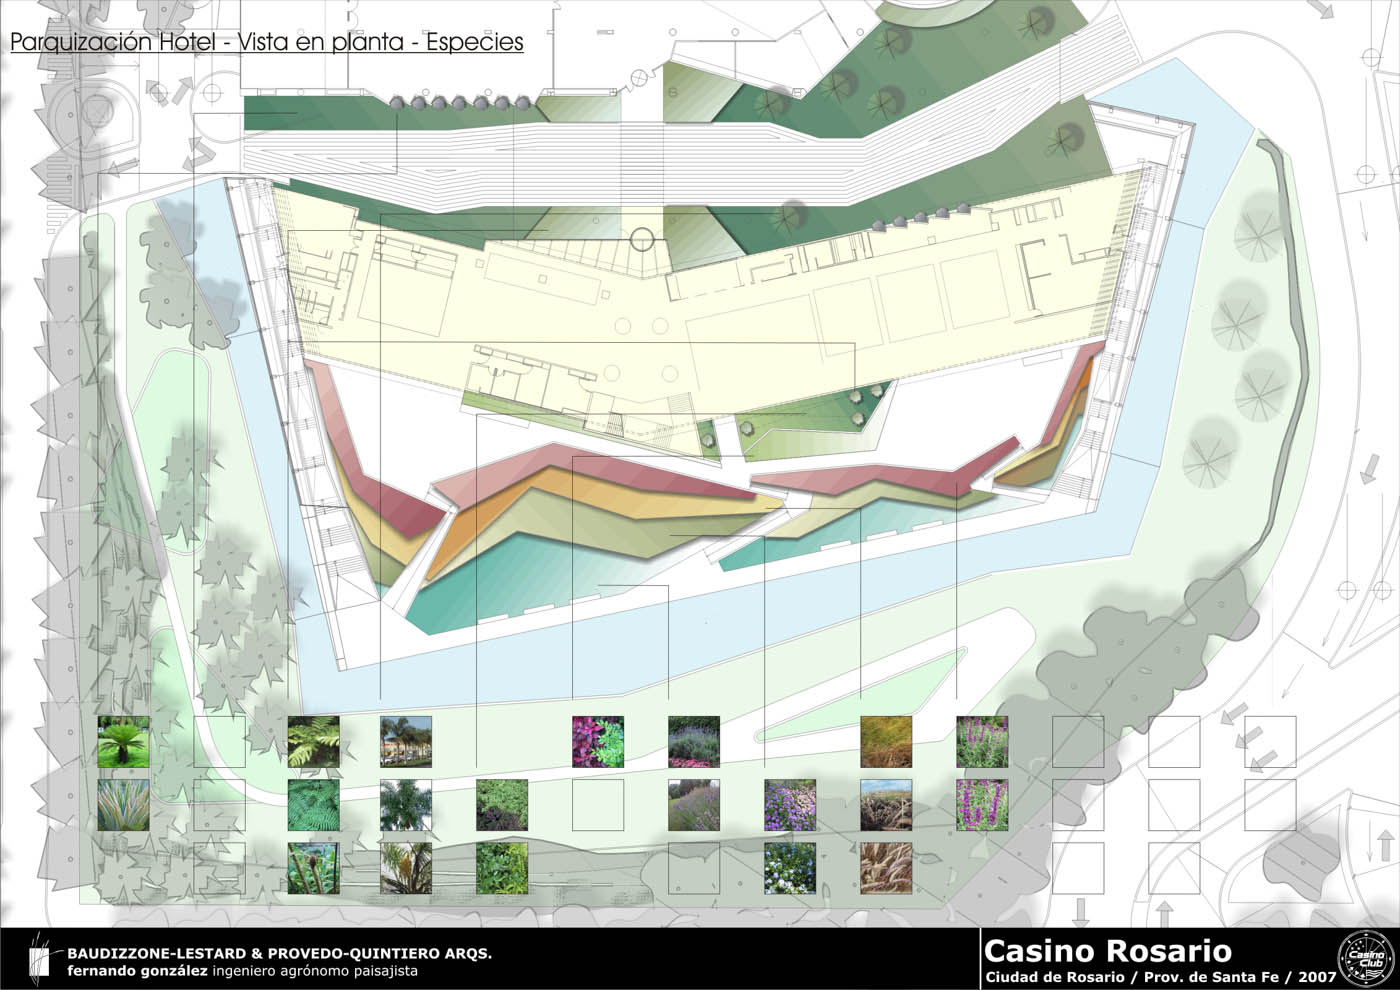 Parquización Hotel - Vista en planta - Especies
BAUDIZZONE-LESTARD & PROVEDO-QUINTIERO ARQS.
fernando gonzález ingeniero agrónomo paisajista
Casino Rosario
Ciudad de Rosario / Prov. de Santa Fe / 2007
Casino
Club